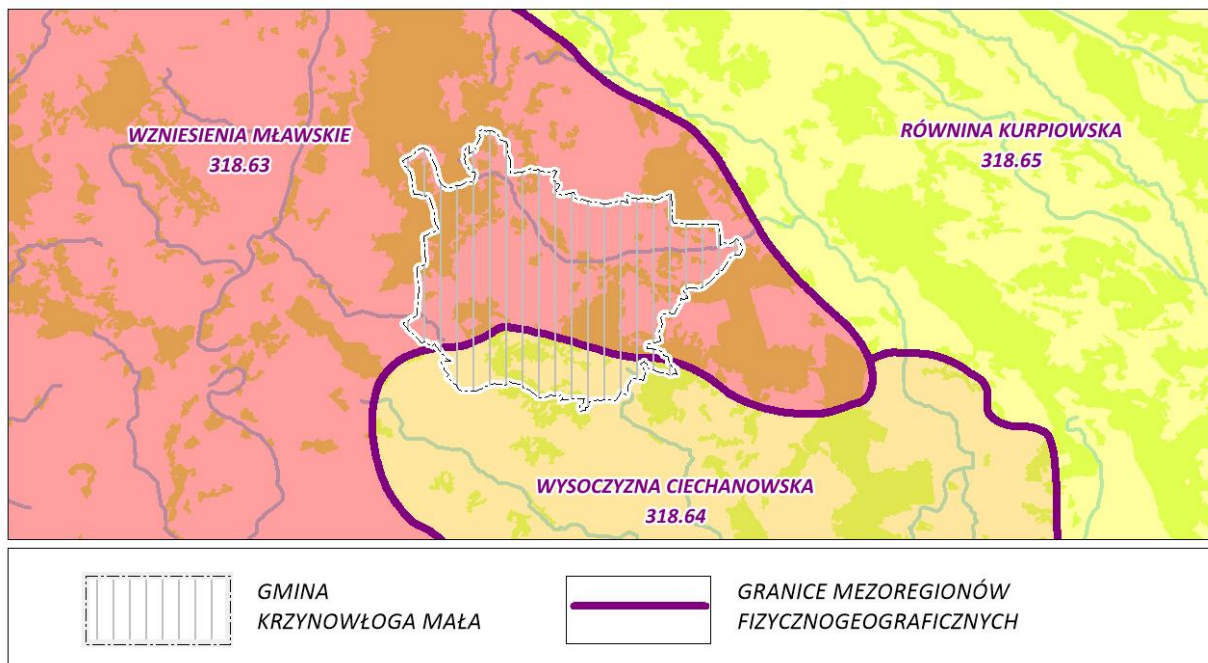 WZNIESIENIA MŁAWSKIE
318.63
RÓWNINA KURPIOWSKA
318.65
WYSOCZYZNA CIECHANOWSKA
318.64
GMINA
KRZYNOWŁOGA MAŁA
GRANICE MEZOREGIONÓW
FIZYCZNOGEOGRAFICZNYCH